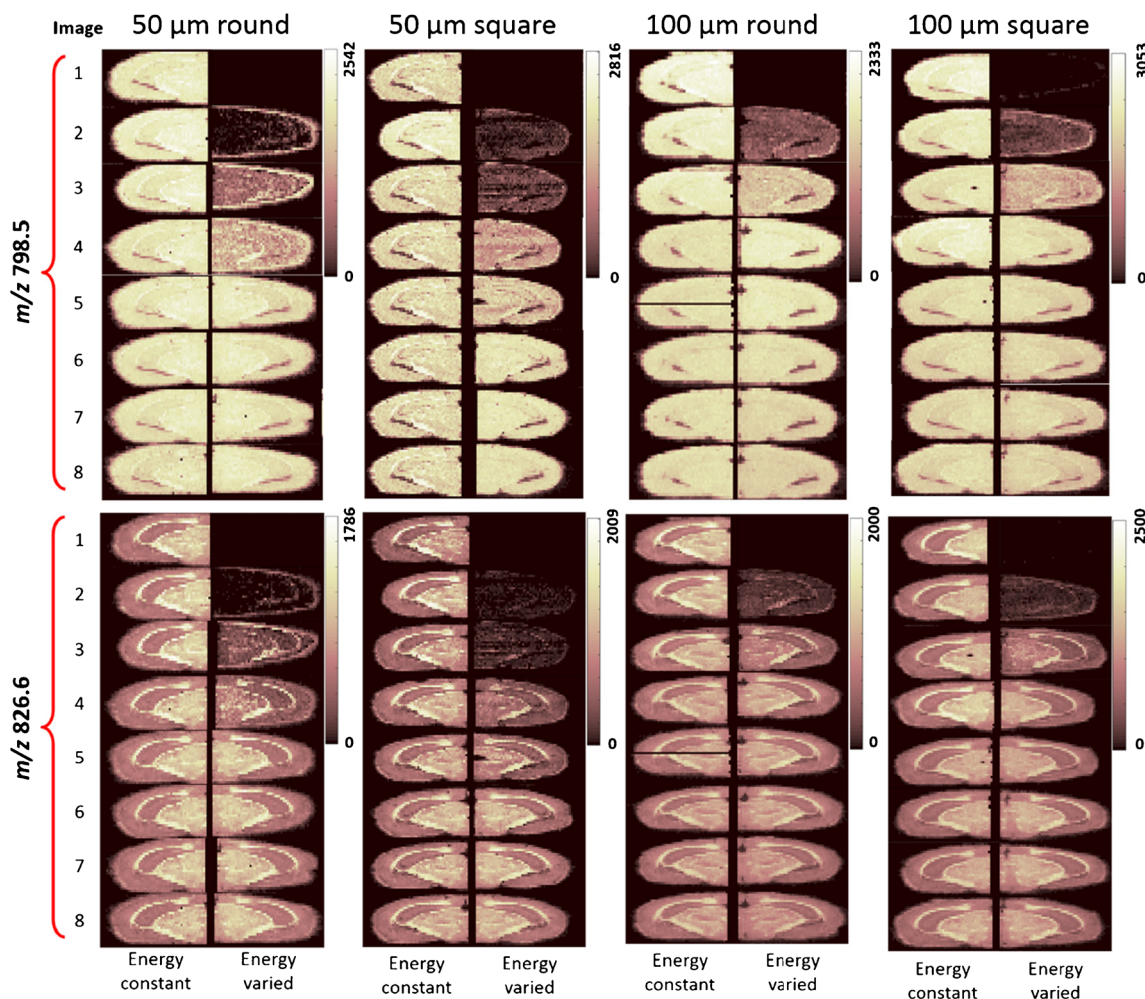 Image
50 µm round
50 µm square
100 µm round
100 µm square
m/z 798.5
1
2
3
4
5
6
7
8
2542
0
2816
0
2333
0
3053
0
m/z 826.6
1
2
3
4
5
6
7
8
1786
0
2009
0
2000
0
2500
0
Energy
constant
Energy
varied
Energy
constant
Energy
varied
Energy
constant
Energy
varied
Energy
constant
Energy
varied